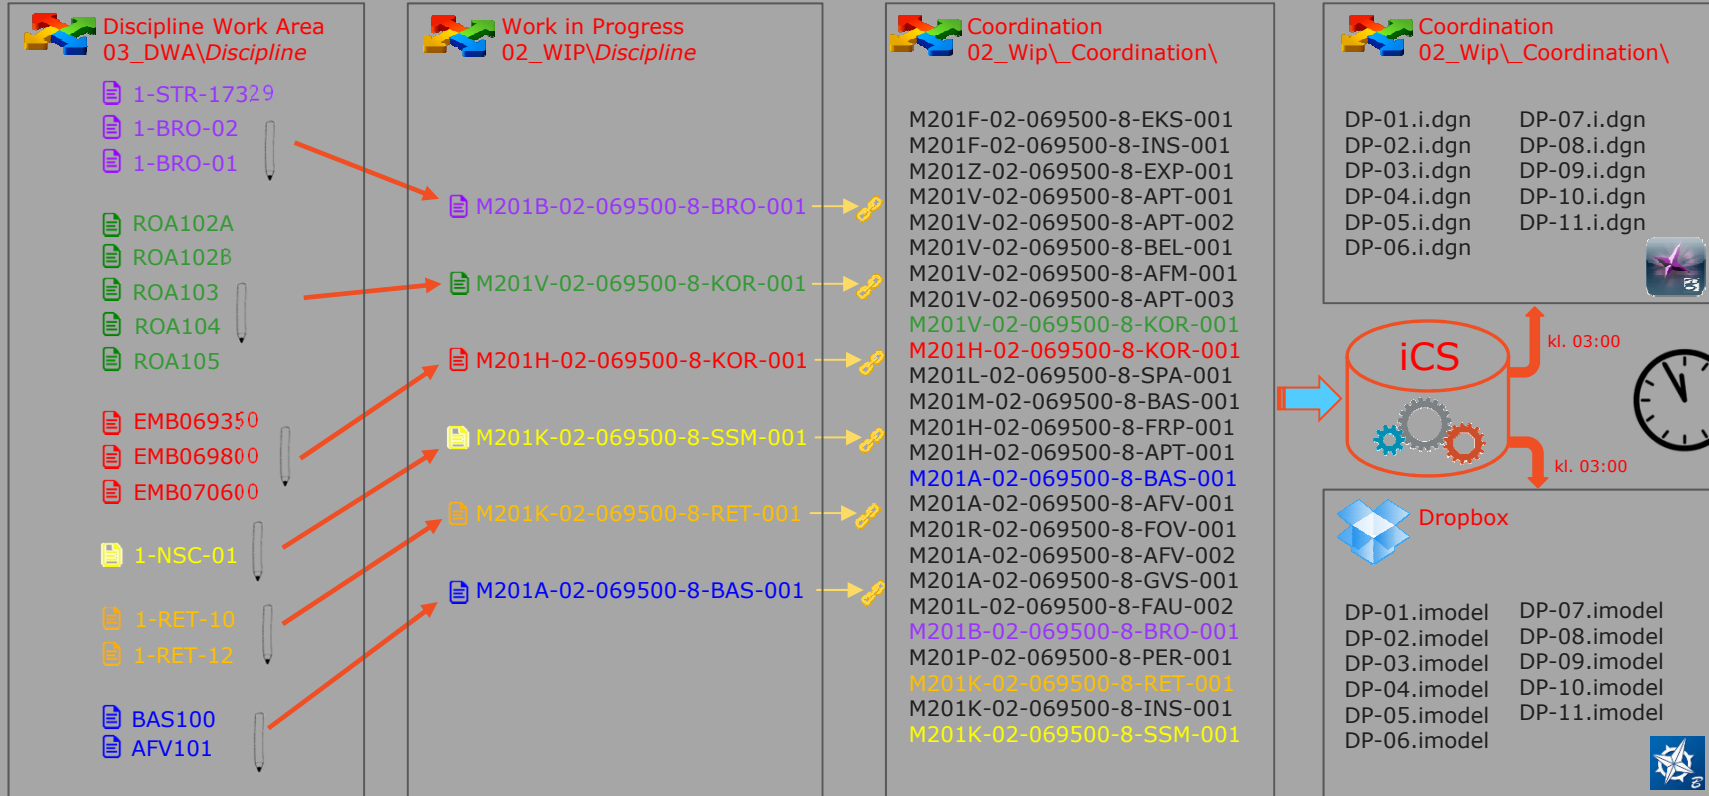 Discipline Work Area
03_DWA\Discipline
1-STR-17329
1-BRO-02
1-BRO-01
ROA102A
ROA102B
ROA103
ROA104
ROA105
EMB069350
EMB069800
EMB070600
1-NSC-01
1-RET-10
1-RET-12
BAS100
AFV101
Work in Progress
02_WIP\Discipline
M201B-02-069500-8-BRO-001
M201V-02-069500-8-KOR-001
M201H-02-069500-8-KOR-001
M201K-02-069500-8-SSM-001
M201K-02-069500-8-RET-001
M201A-02-069500-8-BAS-001
Coordination
02_Wip\_Coordination\
M201F-02-069500-8-EKS-001
M201F-02-069500-8-INS-001
M201Z-02-069500-8-EXP-001
M201V-02-069500-8-APT-001
M201V-02-069500-8-APT-002
M201V-02-069500-8-BEL-001
M201V-02-069500-8-AFM-001
M201V-02-069500-8-APT-003
M201V-02-069500-8-KOR-001
M201H-02-069500-8-KOR-001
M201L-02-069500-8-SPA-001
M201M-02-069500-8-BAS-001
M201H-02-069500-8-FRP-001
M201H-02-069500-8-APT-001
M201A-02-069500-8-BAS-001
M201A-02-069500-8-AFV-001
M201R-02-069500-8-FOV-001
M201A-02-069500-8-AFV-002
M201A-02-069500-8-GVS-001
M201L-02-069500-8-FAU-002
M201B-02-069500-8-BRO-001
M201P-02-069500-8-PER-001
M201K-02-069500-8-RET-001
M201K-02-069500-8-INS-001
M201K-02-069500-8-SSM-001
Coordination
02_Wip\_Coordination\
DP-01.i.dgn
DP-02.i.dgn
DP-03.i.dgn
DP-04.i.dgn
DP-05.i.dgn
DP-06.i.dgn
DP-07.i.dgn
DP-08.i.dgn
DP-09.i.dgn
DP-10.i.dgn
DP-11.i.dgn
iCS
kl. 03:00
kl. 03:00
Dropbox
DP-01.imodel
DP-02.imodel
DP-03.imodel
DP-04.imodel
DP-05.imodel
DP-06.imodel
DP-07.imodel
DP-08.imodel
DP-09.imodel
DP-10.imodel
DP-11.imodel